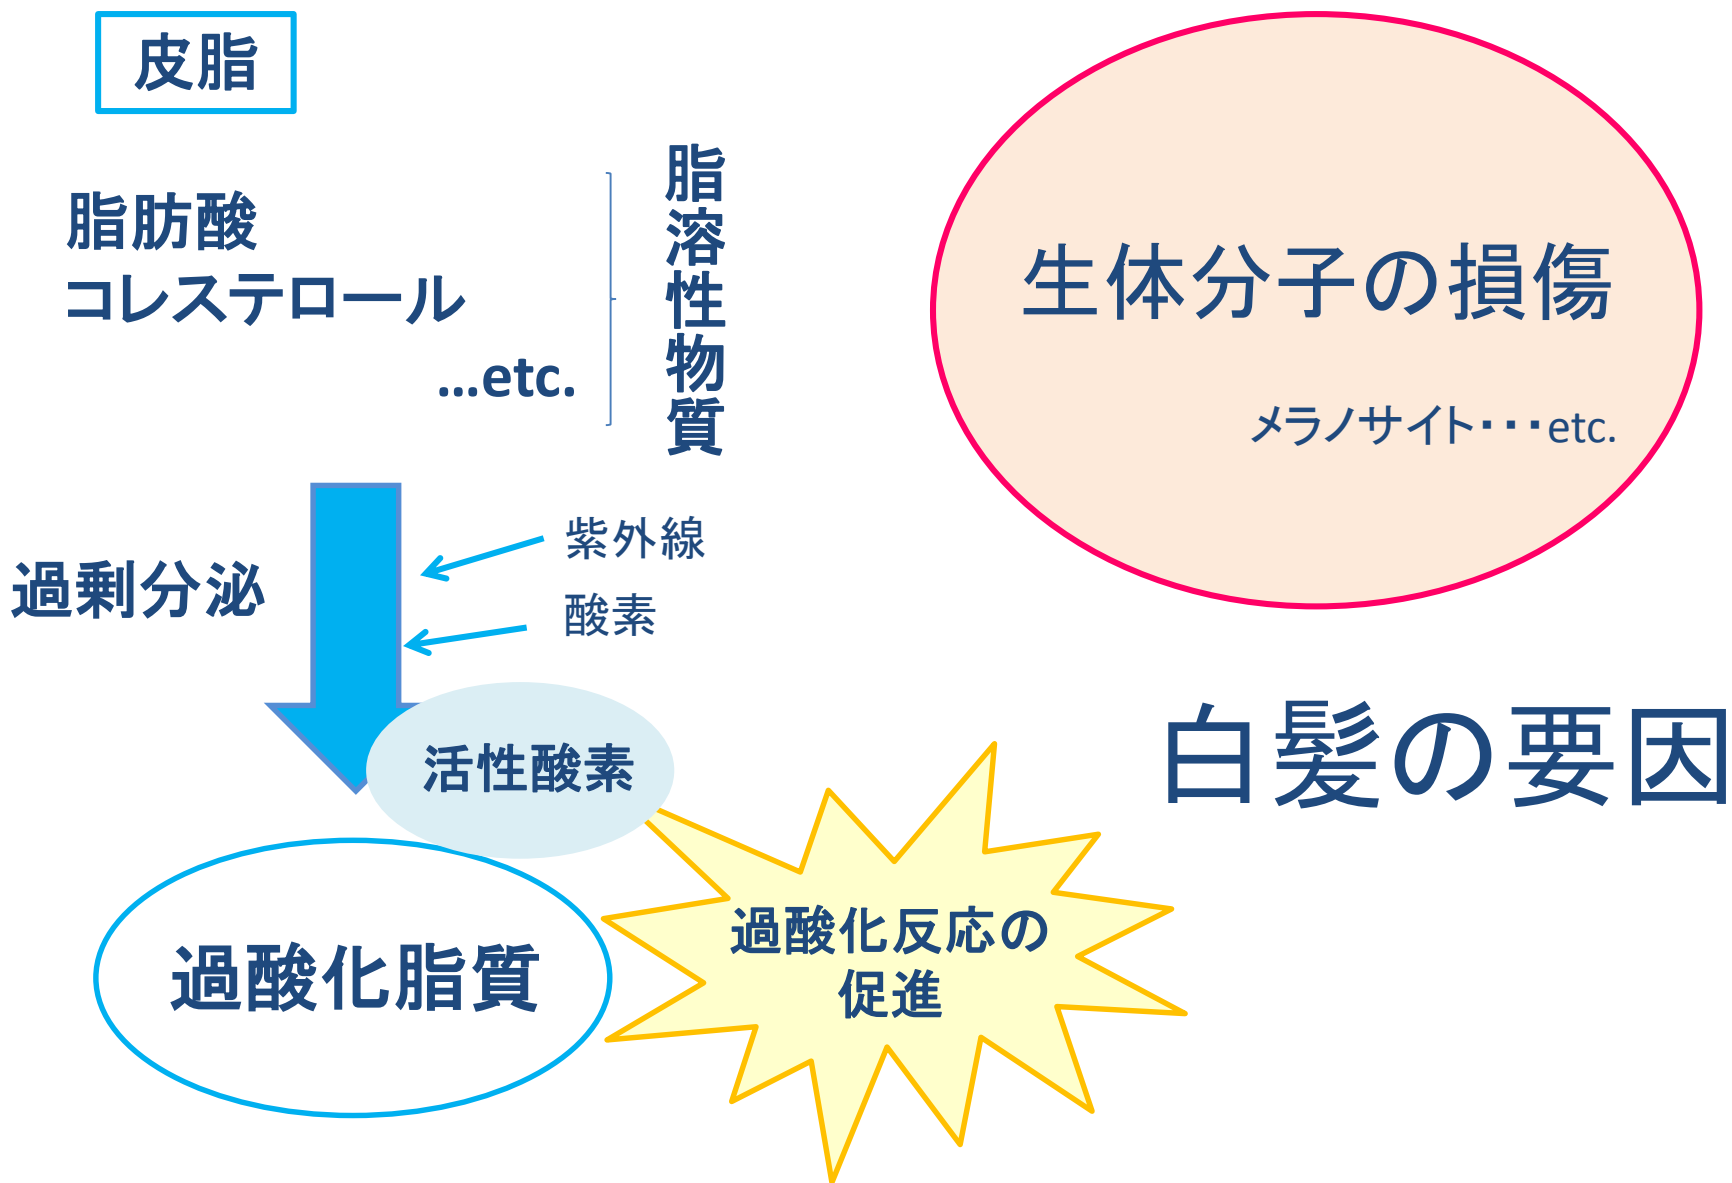 皮脂
脂肪酸
コレステロール
…etc.
脂溶性物質
過剰分泌
紫外線
酸素
活性酸素
過酸化脂質
過酸化反応の
促進
生体分子の損傷
メラノサイト･･･etc.
白髪の要因